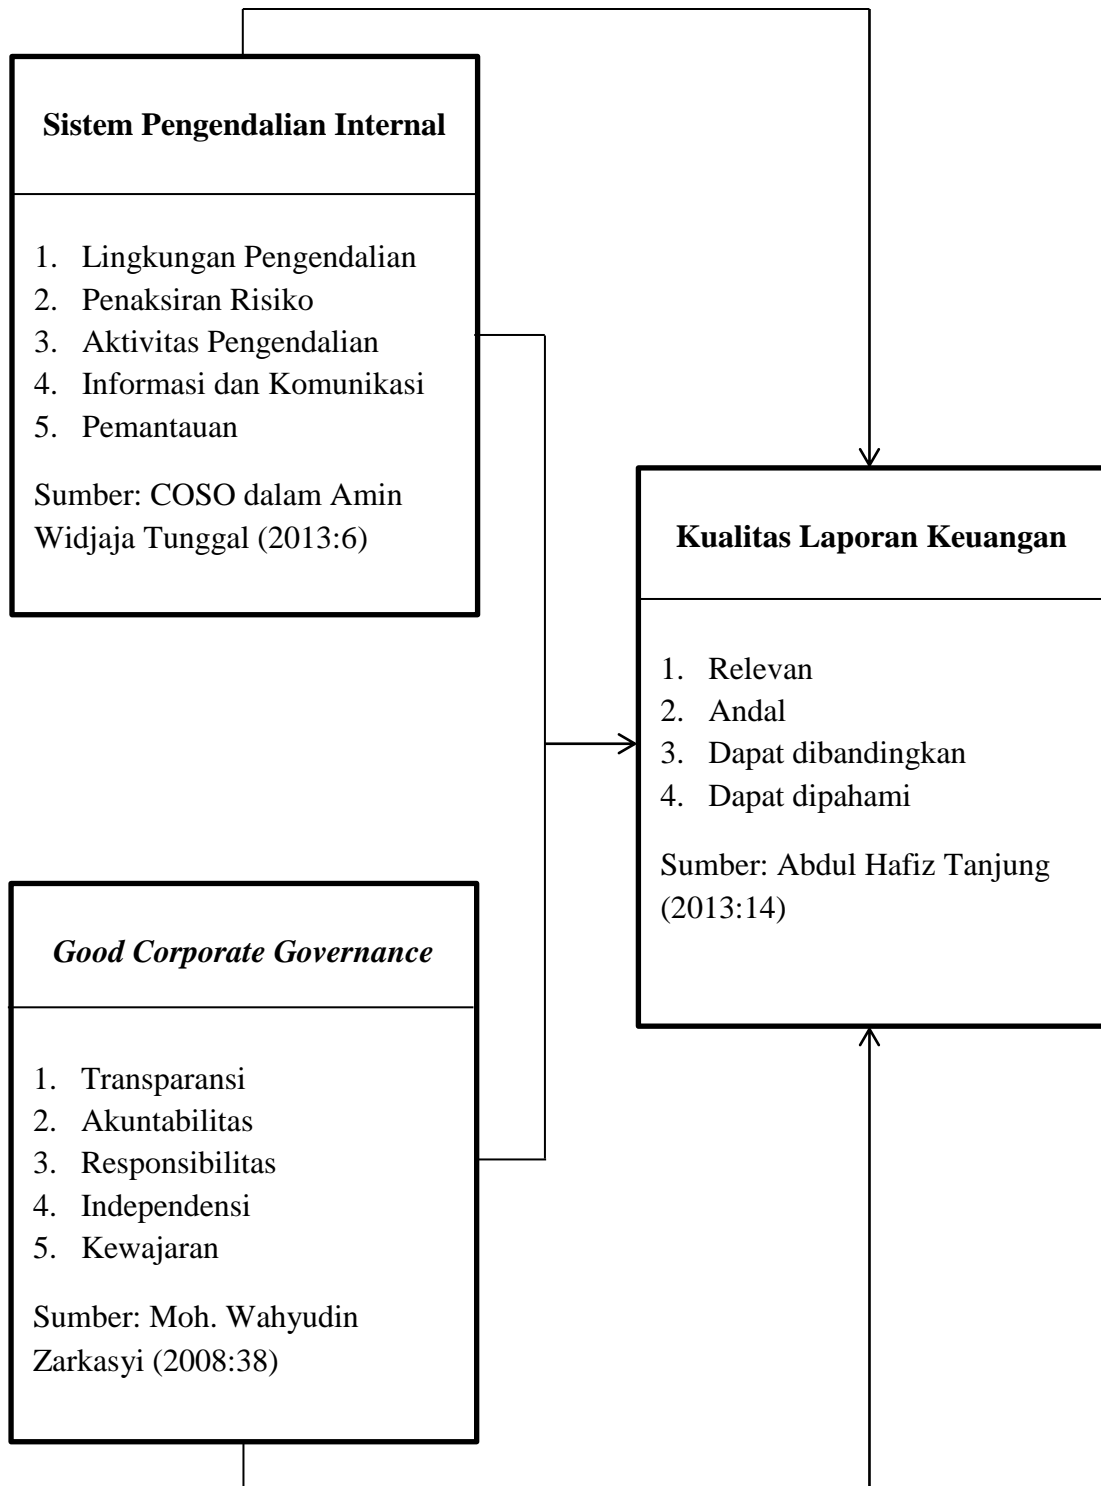 Sistem Pengendalian Internal
1. Lingkungan Pengendalian
2. Penaksiran Risiko
3. Aktivitas Pengendalian
4. Informasi dan Komunikasi
5. Pemantauan
Sumber: COSO dalam Amin
Widjaja Tunggal (2013:6)
Kualitas Laporan Keuangan
1. Relevan
2. Andal
3. Dapat dibandingkan
4. Dapat dipahami
Sumber: Abdul Hafiz Tanjung
(2013:14)
Good Corporate Governance
1. Transparansi
2. Akuntabilitas
3. Responsibilitas
4. Independensi
5. Kewajaran
Sumber: Moh. Wahyudin
Zarkasyi (2008:38)